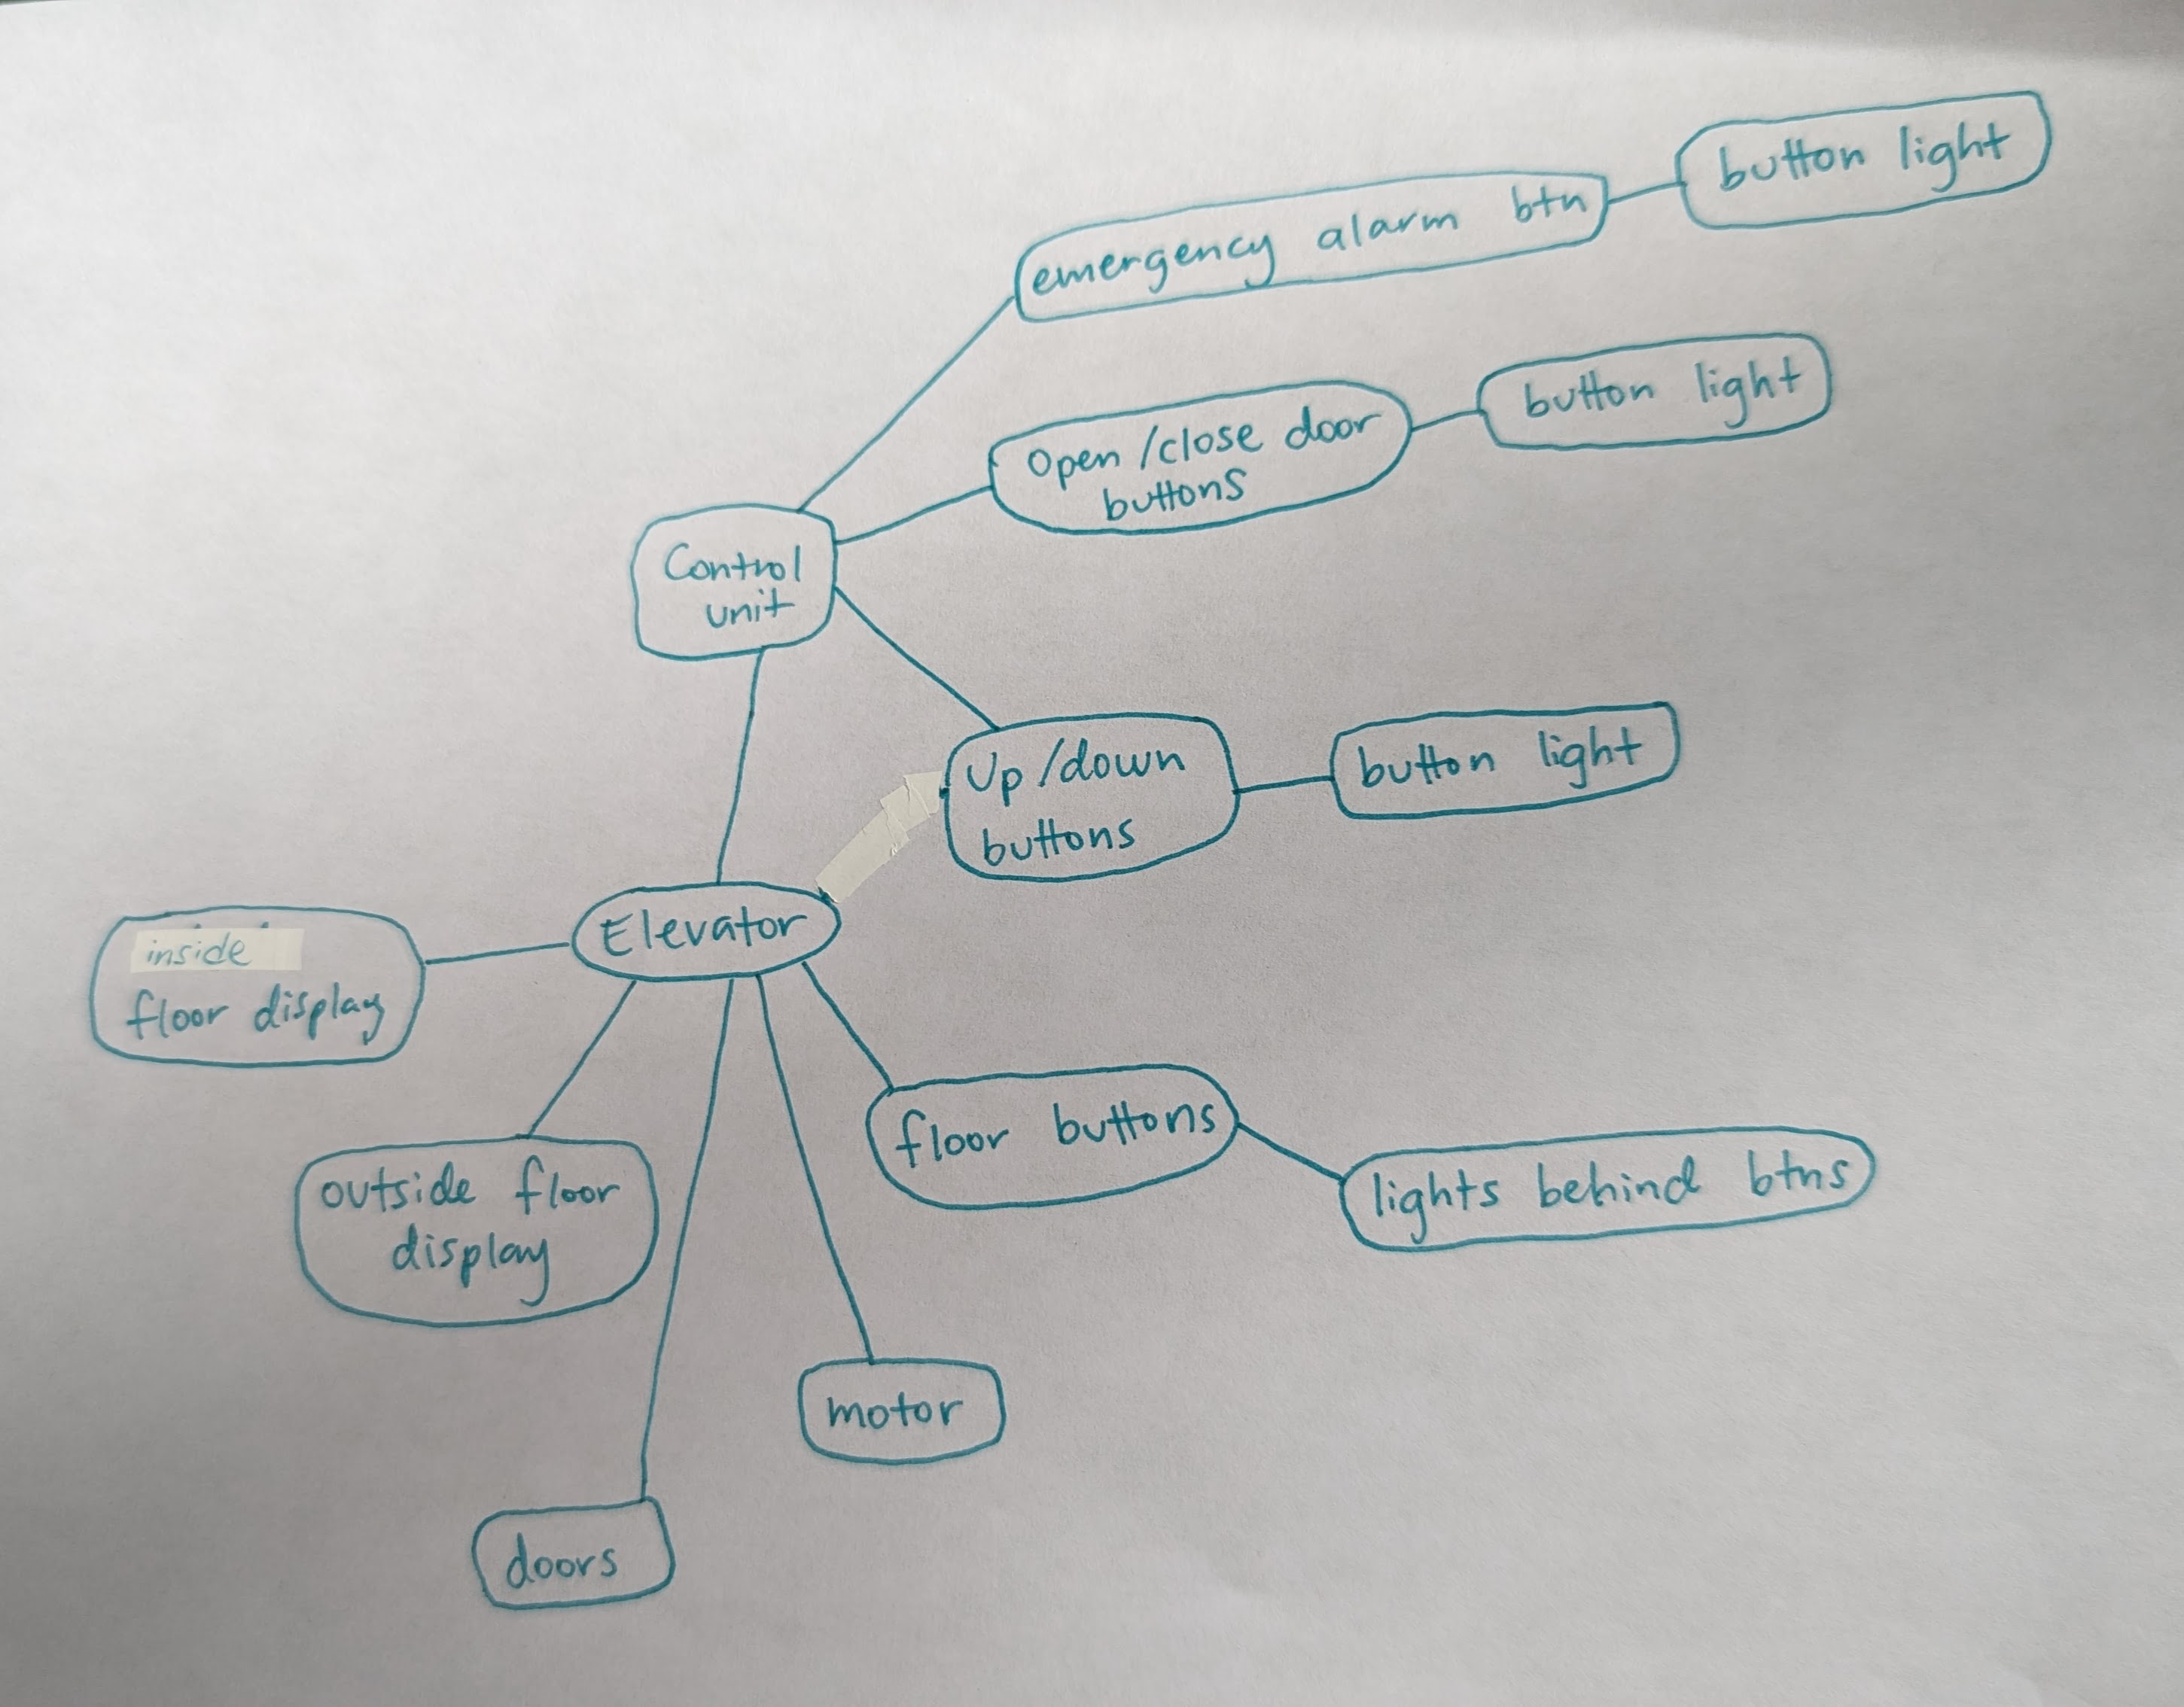 button light
emergency alarm btn
button light
Open/close door
buttons
Control
unit
Up/down
buttons
button light
Elevator
inside
floor display
floor buttons
lights behind btns
outside floor
display
motor
doors